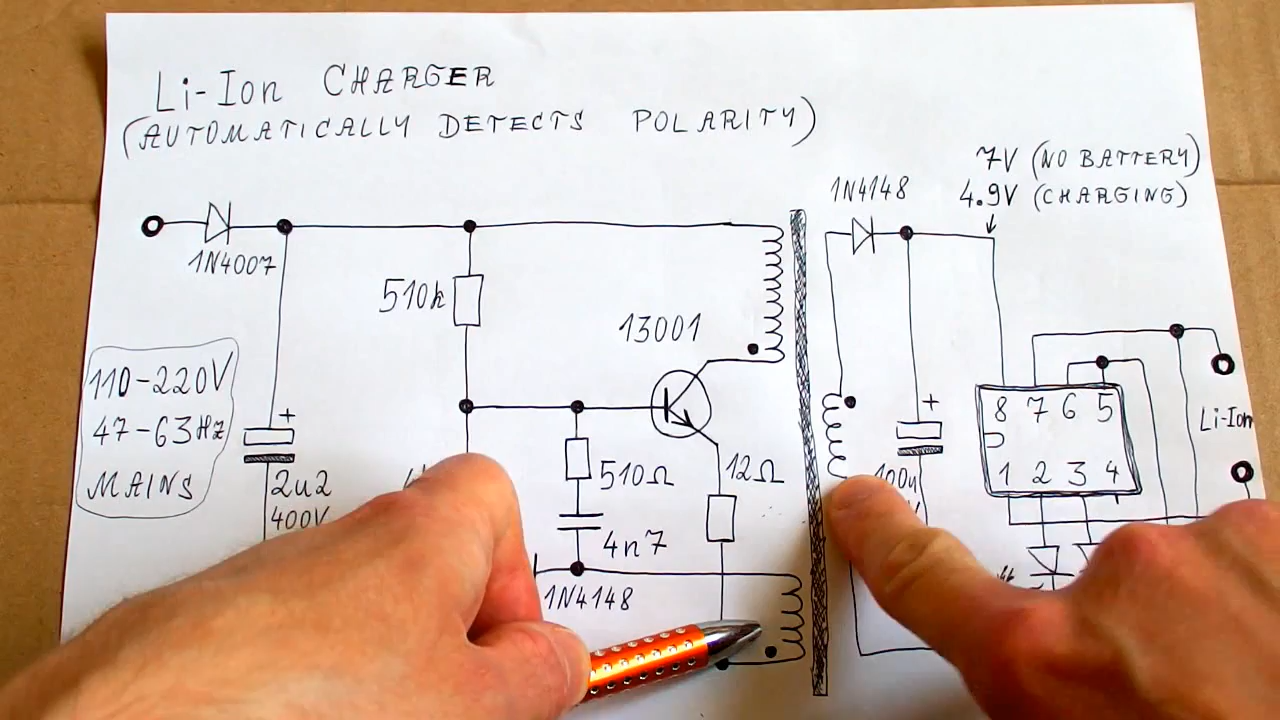 Li-Ion CHARGER
(AUTOMATICALLY DETECTS POLARITY)
7V (NO BATTERY)
4.9V (CHARGING)
1N4148
1N4007
510k
13001
110-220V
47-63Hz
MAINS
+
2u2
400V
510Ω
4n7
1N4148
12Ω
+
100u
8 7 6 5
1 2 3 4
Li-Ion